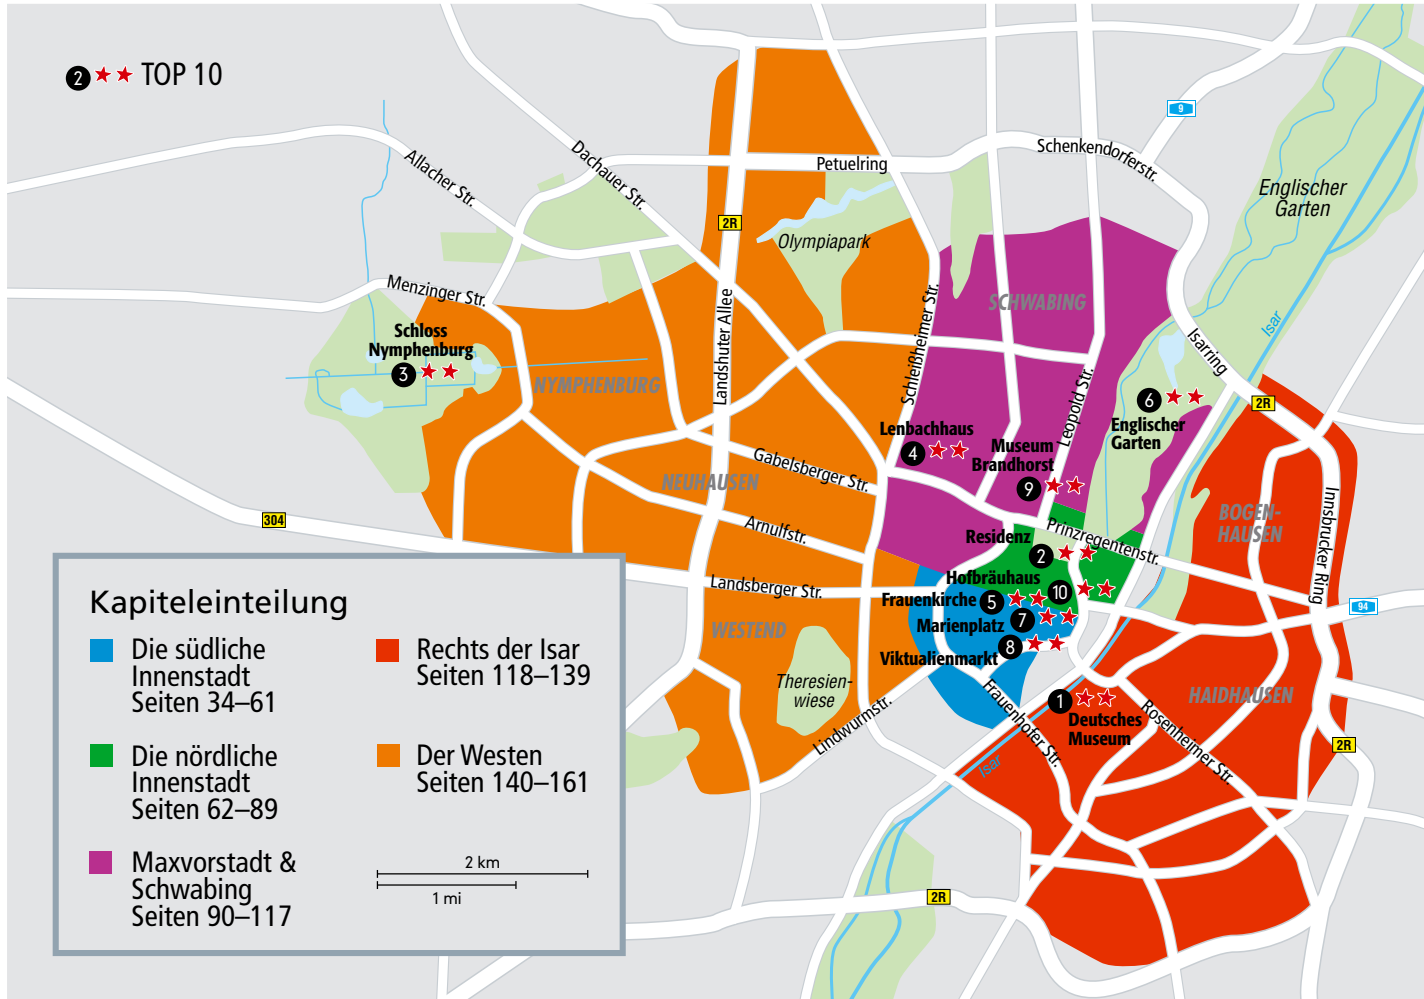 2 TOP 10
9
Schenkendorferstr.
Petuelring
Dachauer Str.
Allacher Str.
Englischer
Garten
2R
Olympiapark
Menzinger Str.
Landshuter Allee
Schleißheimer Str.
SCHWABING
Isar
Isarring
Schloss
Nymphenburg
3
NYMPHENBURG
Leopold Str.
6
Englischer
Garten
2R
Lenbachhaus
4
Museum
Brandhorst
9
Gabelsberger Str.
NEUHAUSEN
Innsbrucker Ring
BOGEN-
HAUSEN
304
Arnulfstr.
Prinzregentenstr.
Residenz
2
Hofbräuhaus
10
Landsberger Str.
Frauenkirche
5
94
Marienplatz
7
WESTEND
Viktualienmarkt
8
Theresien-
wiese
Lindwurmstr.
Frauenhofer Str.
1
Deutsches
Museum
Rosenheimer Str.
HAIDHAUSEN
Isar
2R
2R
Kapiteleinteilung
Die südliche
Innenstadt
Seiten 34–61
Die nördliche
Innenstadt
Seiten 62–89
Maxvorstadt &
Schwabing
Seiten 90–117
Rechts der Isar
Seiten 118–139
Der Westen
Seiten 140–161
2 km
1 mi